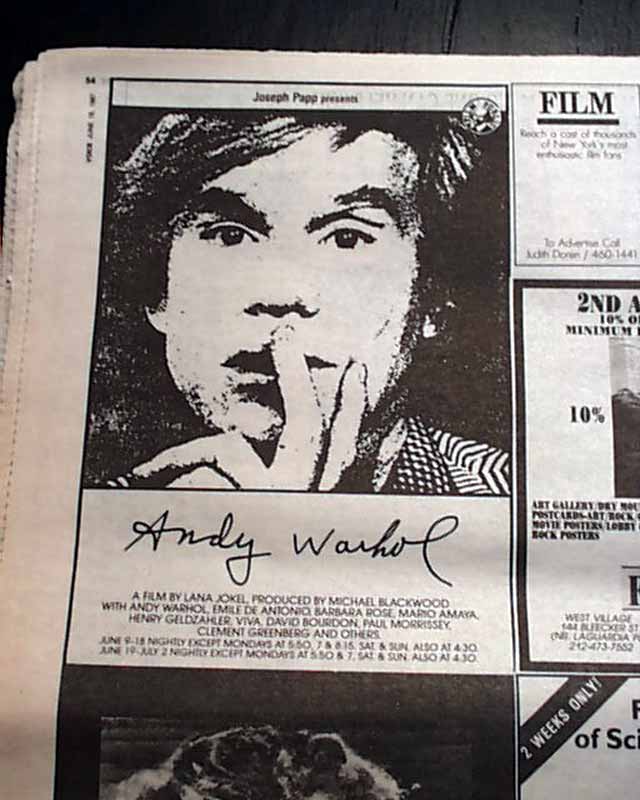 54
VOICE JUNE 16, 1987
Joseph Papp presents
Andy Warhol
A FILM BY LANA JOKEL, PRODUCED BY MICHAEL BLACKWOOD
WITH ANDY WARHOL, EMILE DE ANTONIO, BARBARA ROSE, MARIO AMAYA,
HENRY GELDZAHLER, VIVA, DAVID BOURDON, PAUL MORRISSEY,
CLEMENT GREENBERG AND OTHERS.
JUNE 9-18 NIGHTLY EXCEPT MONDAYS AT 5:50, 7 & 8:15, SAT. & SUN. ALSO AT 4:30.
JUNE 19-JULY 2 NIGHTLY EXCEPT MONDAYS AT 5:50 & 7, SAT. & SUN. ALSO AT 4:30.
FILM
Reach a cast of thousands
of New York's most
enthusiastic film fans
To Advertise Call
Judith Doren / 460-1441
2ND A
10% O
MINIMUM
10%
ART GALLERY/DRY MOU
POSTCARDS-ART/ROCK/
MOVIE POSTERS/LOBBY
ROCK POSTERS
WEST VILLAGE
144 BLEECKER ST
(NR. LAGUARDIA
212-473-7552
2 WEEKS ONLY!
of Sci